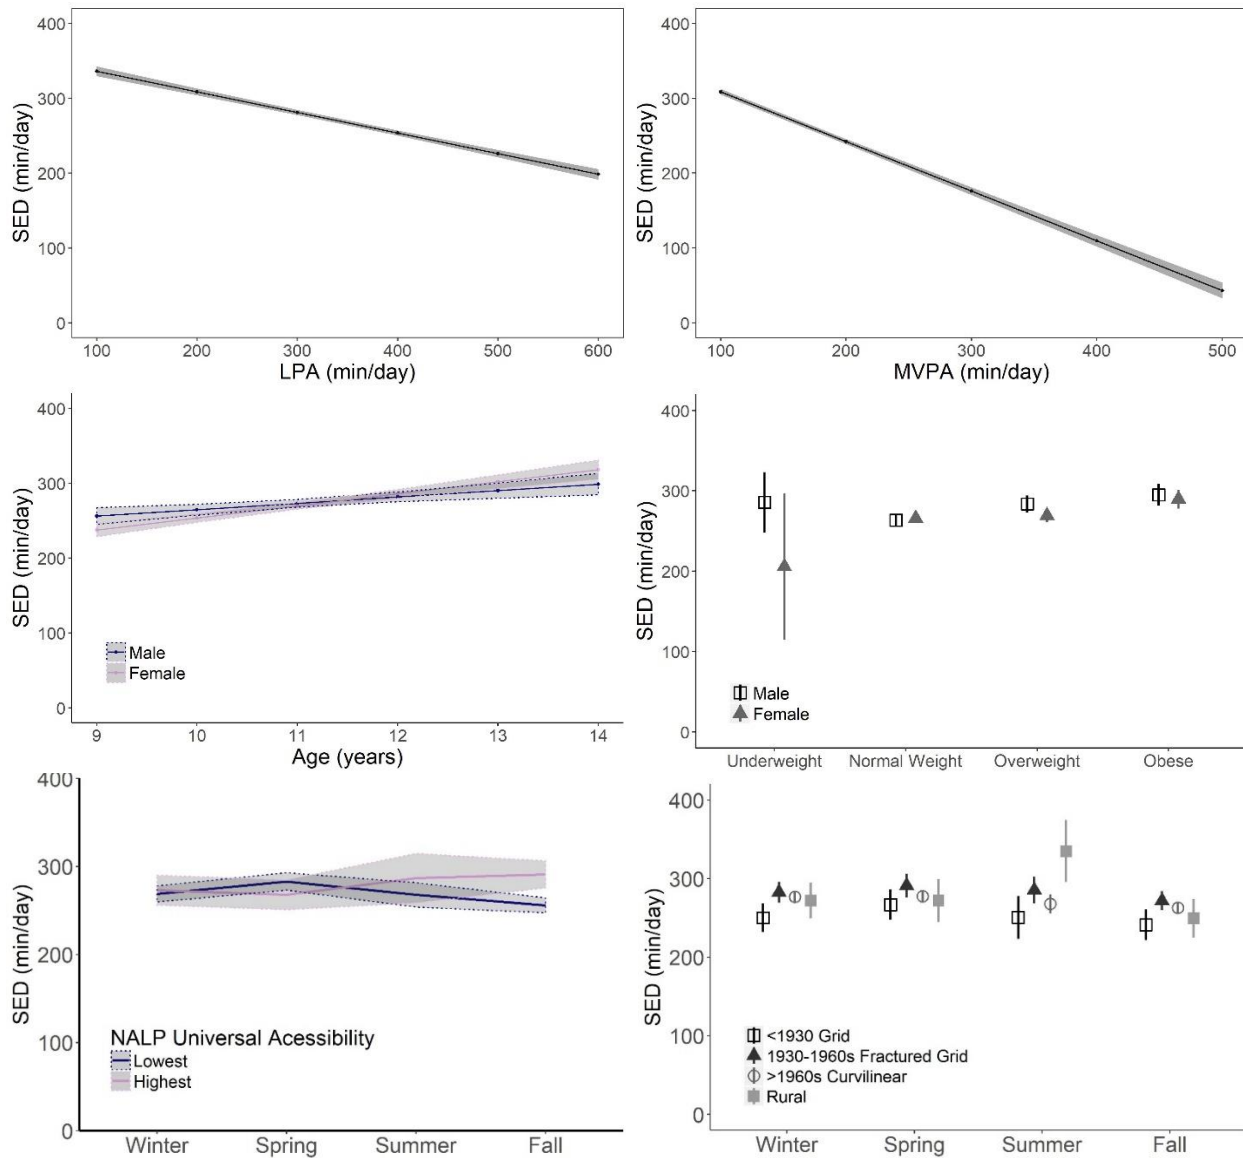 400
300
200
100
0
SED (min/day)
100 200 300 400 500 600
LPA (min/day)
400
300
200
100
0
SED (min/day)
100 200 300 400 500
MVPA (min/day)
400
300
200
100
0
SED (min/day)
Male
Female
9 10 11 12 13 14
Age (years)
400
300
200
100
0
SED (min/day)
Male
Female
Underweight Normal Weight Overweight Obese
400
300
200
100
0
SED (min/day)
NALP Universal Acessibility
Lowest
Highest
Winter Spring Summer Fall
400
300
200
100
0
SED (min/day)
<1930 Grid
1930-1960s Fractured Grid
>1960s Curvilinear
Rural
Winter Spring Summer Fall